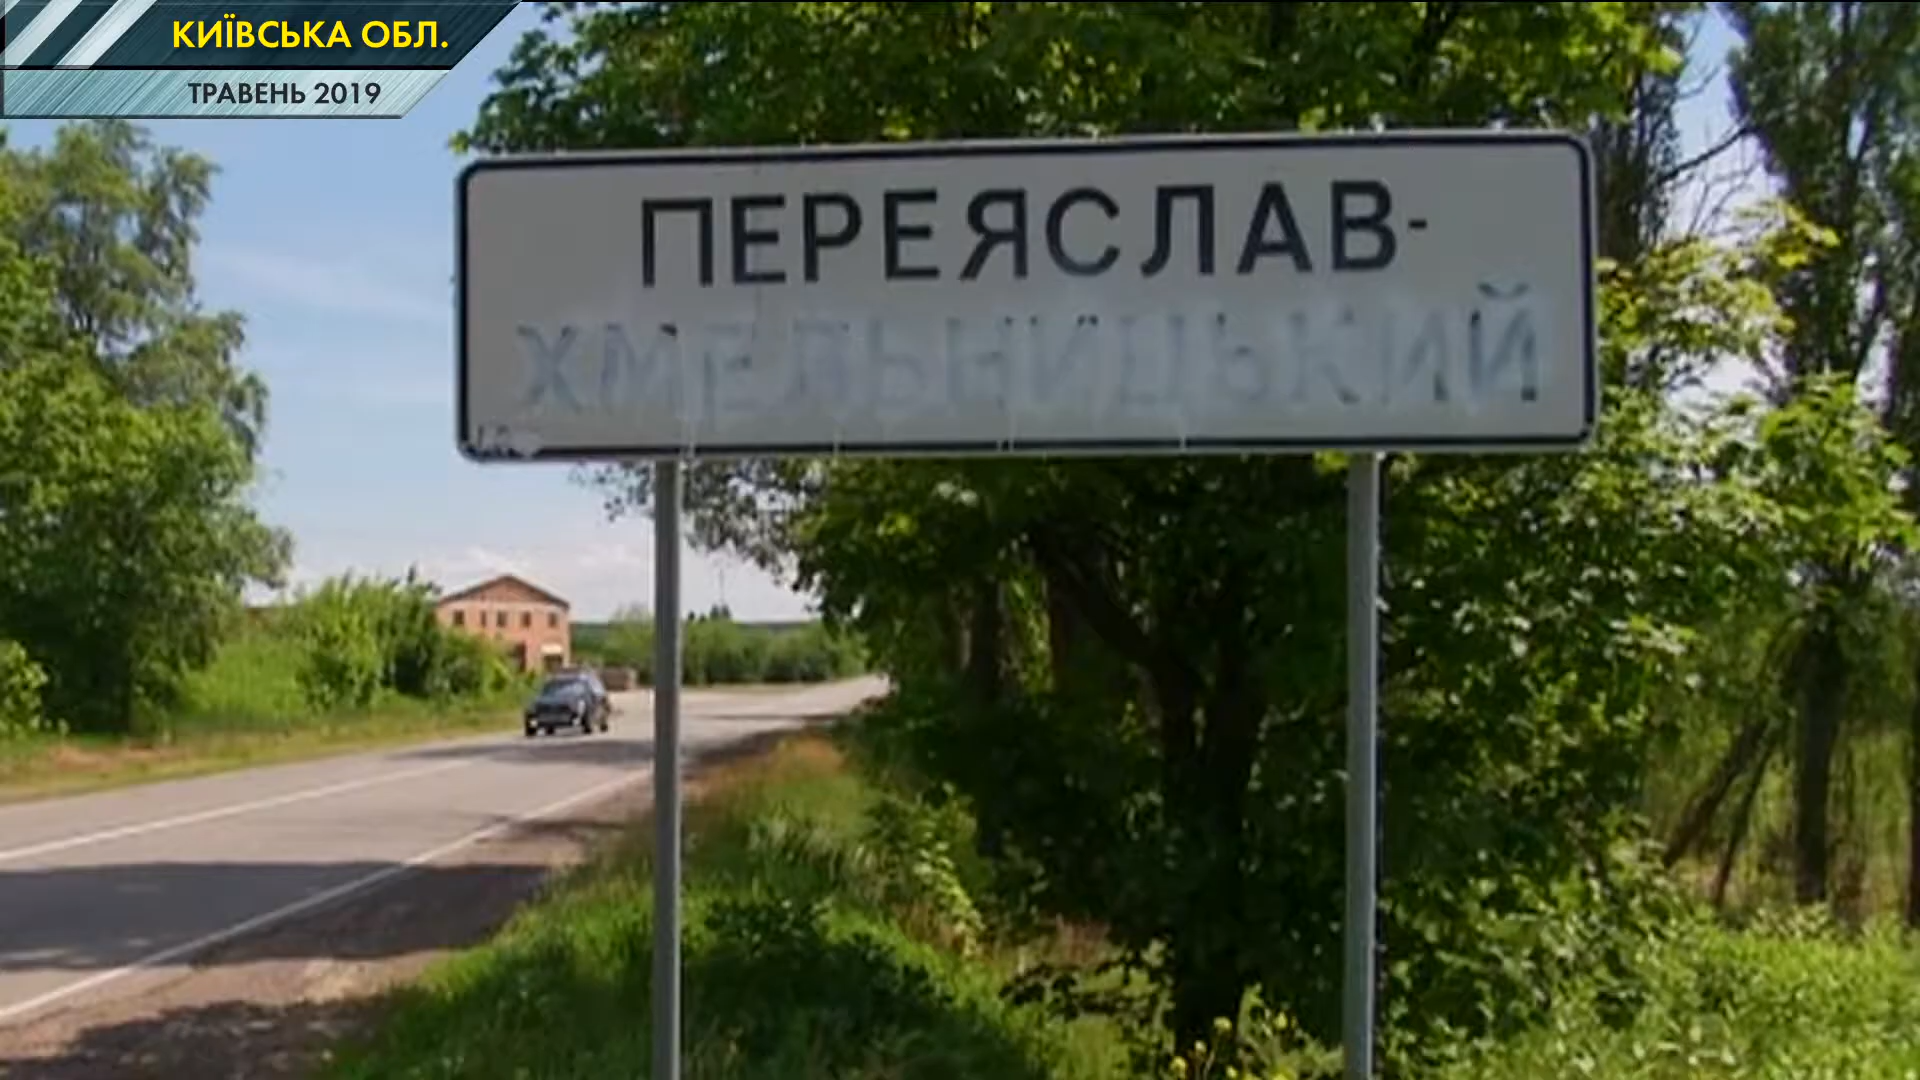 КИЇВСЬКА ОБЛ.
ТРАВЕНЬ 2019
ПЕРЕЯСЛАВ-
ХМЕЛЬНИЦЬКИЙ